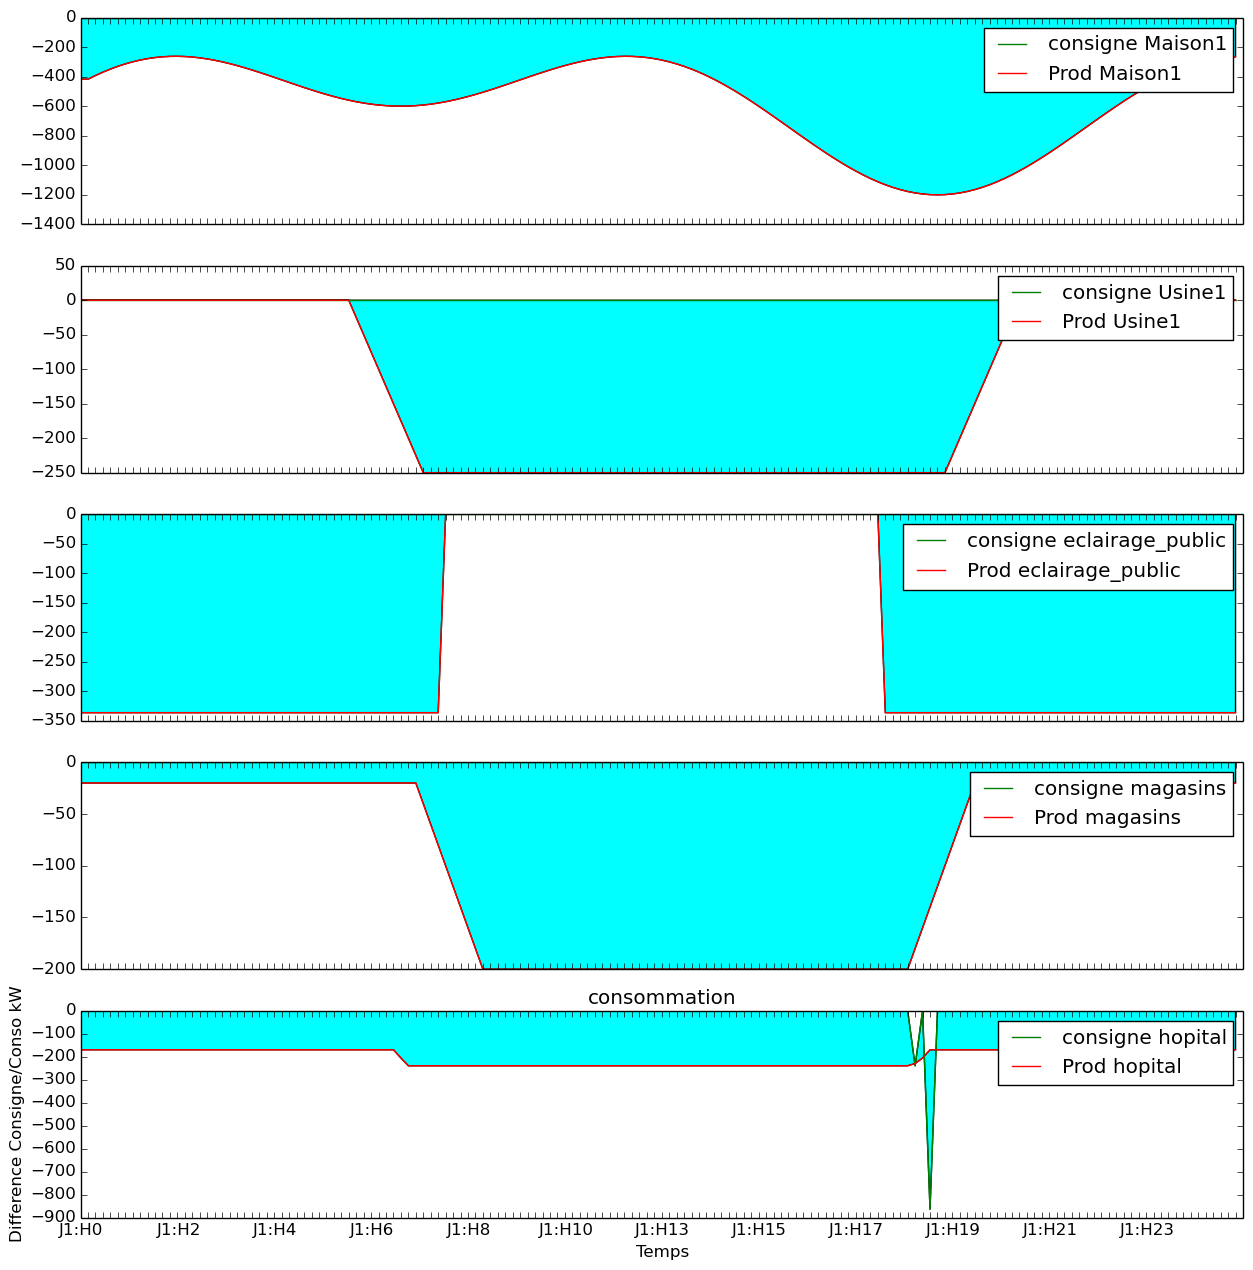 0
−200
−400
−600
−800
−1000
−1200
−1400
consigne Maison1
Prod Maison1
50
0
−50
−100
−150
−200
−250
consigne Usine1
Prod Usine1
0
−50
−100
−150
−200
−250
−300
−350
consigne eclairage_public
Prod eclairage_public
0
−50
−100
−150
−200
consigne magasins
Prod magasins
consommation
Difference Consigne/Conso kW
0
−100
−200
−300
−400
−500
−600
−700
−800
−900
consigne hopital
Prod hopital
J1:H0 J1:H2 J1:H4 J1:H6 J1:H8 J1:H10 J1:H13 J1:H15 J1:H17 J1:H19 J1:H21 J1:H23
Temps